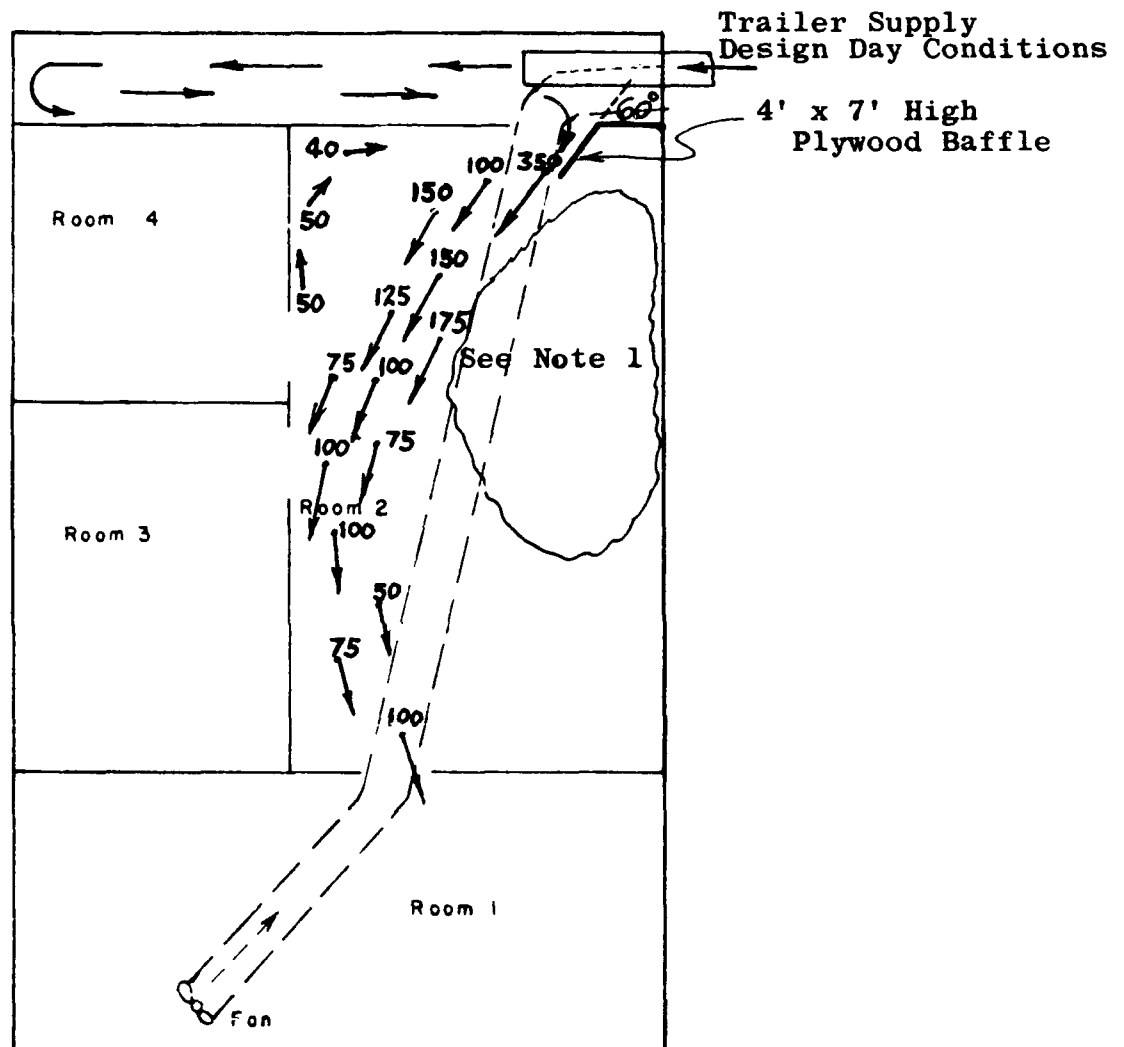 Trailer Supply
Design Day Conditions
60°
4' x 7' High
Plywood Baffle
40
100
350
150
Room 4
50
150
50
125
175
See Note 1
75
100
100
75
Room 2
100
Room 3
50
75
100
Room 1
Fan